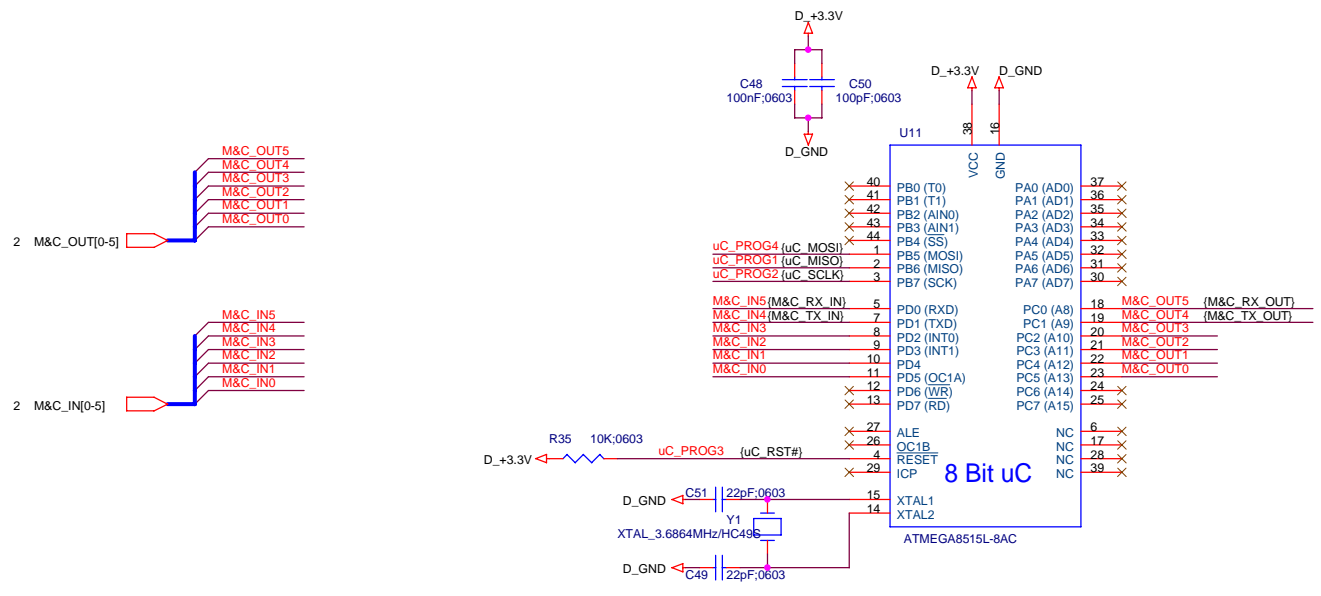 D_+3.3V
C48
100nF;0603
C50
100pF;0603
D_GND
D_+3.3V
D_GND
38
16
U11
VCC
GND
M&C_OUT5
M&C_OUT4
M&C_OUT3
M&C_OUT2
M&C_OUT1
M&C_OUT0
2 M&C_OUT[0-5]
M&C_IN5
M&C_IN4
M&C_IN3
M&C_IN2
M&C_IN1
M&C_IN0
2 M&C_IN[0-5]
40 PB0 (T0)
41 PB1 (T1)
42 PB2 (AIN0)
43 PB3 (AIN1)
44 PB4 (SS)
uC_PROG4 {uC_MOSI} 1 PB5 (MOSI)
uC_PROG1 {uC_MISO} 2 PB6 (MISO)
uC_PROG2 {uC_SCLK} 3 PB7 (SCK)
M&C_IN5 {M&C_RX_IN} 5 PD0 (RXD)
M&C_IN4 {M&C_TX_IN} 7 PD1 (TXD)
M&C_IN3 8 PD2 (INT0)
M&C_IN2 9 PD3 (INT1)
M&C_IN1 10 PD4
M&C_IN0 11 PD5 (OC1A)
12 PD6 (WR)
13 PD7 (RD)
27 ALE
26 OC1B
D_+3.3V R35 10K;0603 uC_PROG3 {uC_RST#} 4 RESET
29 ICP
15 XTAL1
14 XTAL2
PA0 (AD0) 37
PA1 (AD1) 36
PA2 (AD2) 35
PA3 (AD3) 34
PA4 (AD4) 33
PA5 (AD5) 32
PA6 (AD6) 31
PA7 (AD7) 30
PC0 (A8) 18 M&C_OUT5 {M&C_RX_OUT}
PC1 (A9) 19 M&C_OUT4 {M&C_TX_OUT}
PC2 (A10) 20 M&C_OUT3
PC3 (A11) 21 M&C_OUT2
PC4 (A12) 22 M&C_OUT1
PC5 (A13) 23 M&C_OUT0
PC6 (A14) 24
PC7 (A15) 25
NC 6
NC 17
NC 28
NC 39
8 Bit uC
ATMEGA8515L-8AC
D_GND C51 22pF;0603
Y1
XTAL_3.6864MHz/HC49S
D_GND C49 22pF;0603